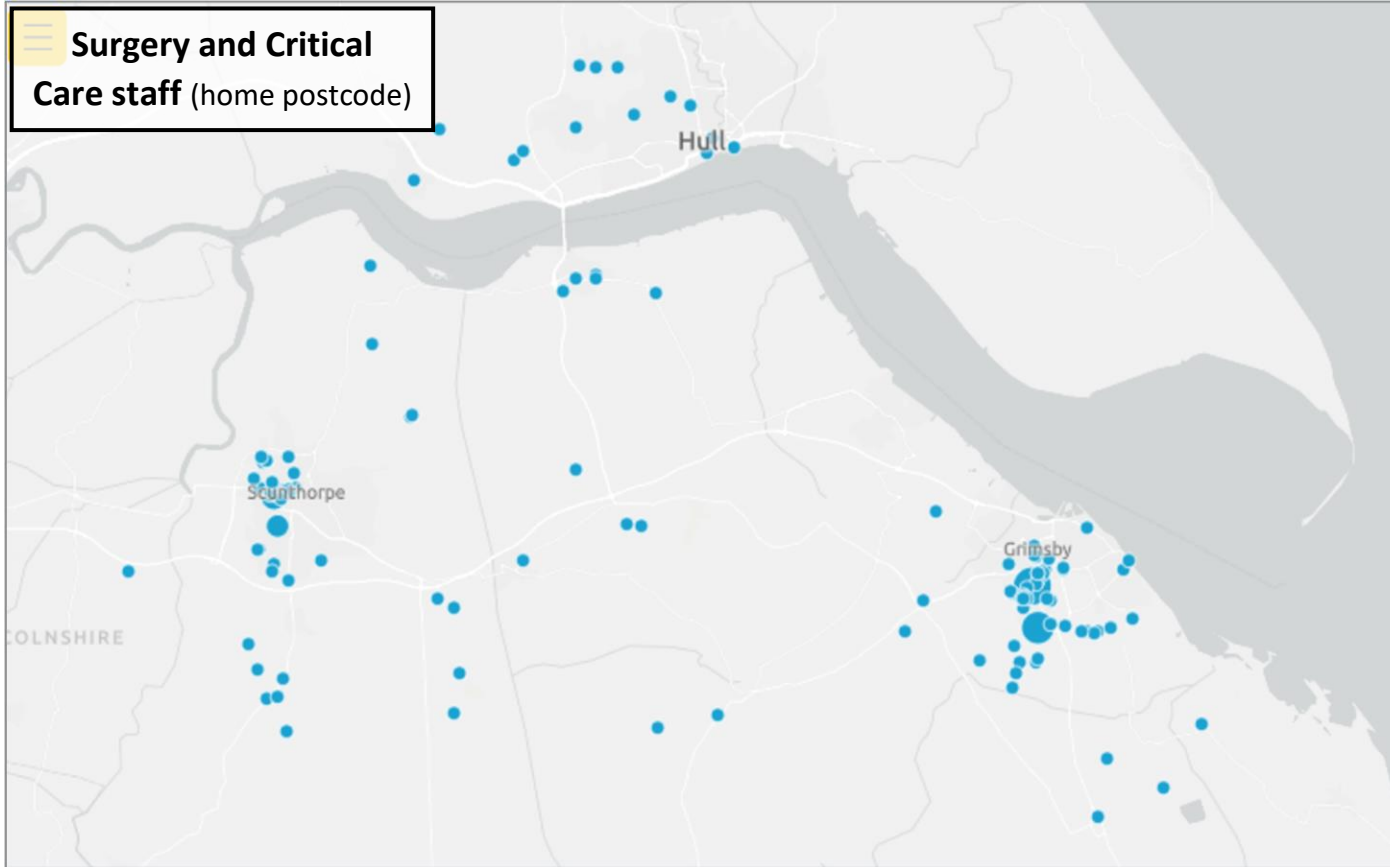 Surgery and Critical
Care staff (home postcode)
Hull
Scunthorpe
Grimsby
COLNSHIRE